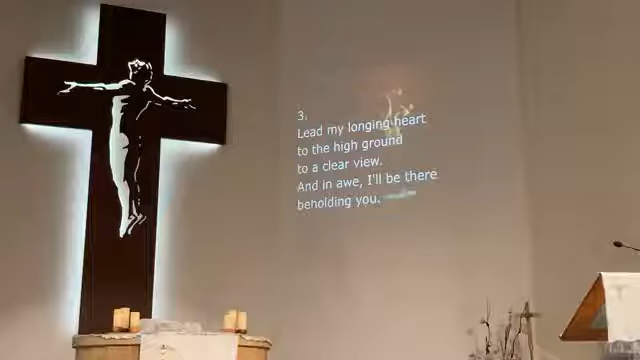 3.
Lead my longing heart
to the high ground
to a clear view.
And in awe, I'll be there
beholding you.